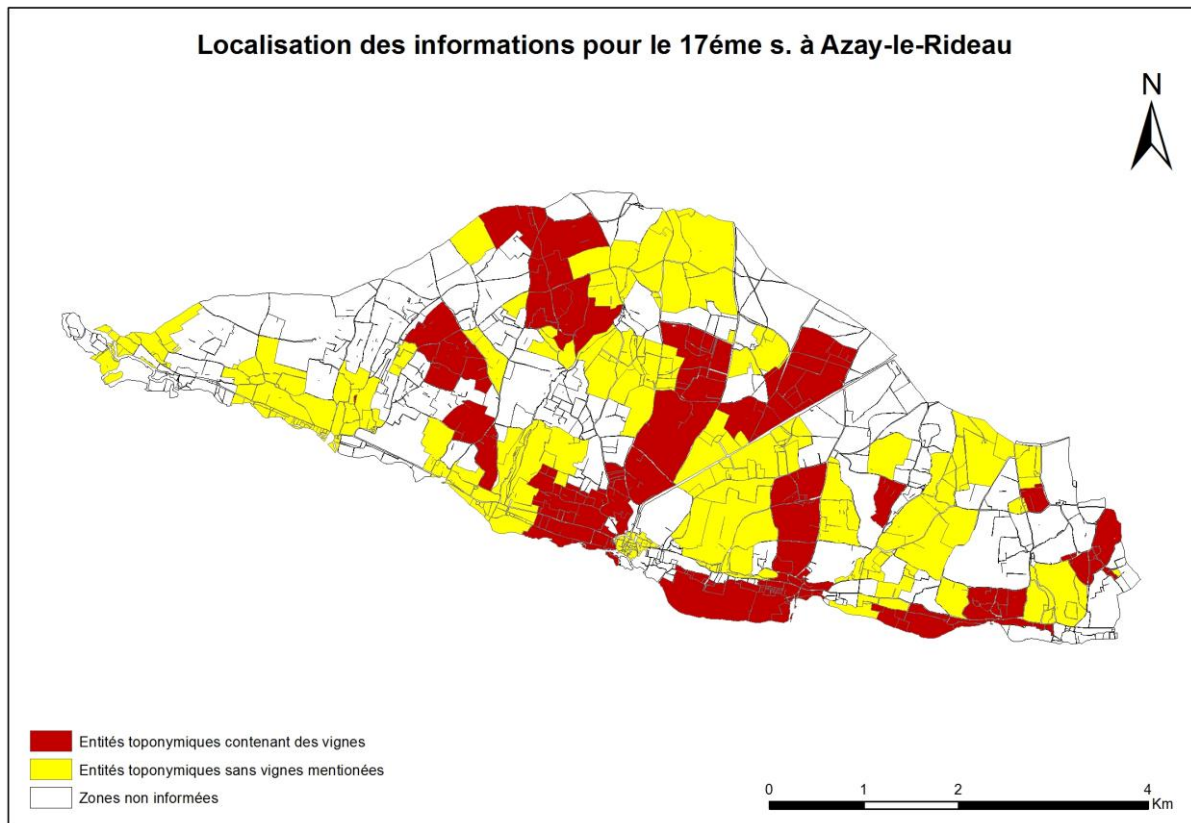 Localisation des informations pour le 17éme s. à Azay-le-Rideau
N
Entités toponymiques contenant des vignes
Entités toponymiques sans vignes mentionées
Zones non informées
0 1 2 4
Km